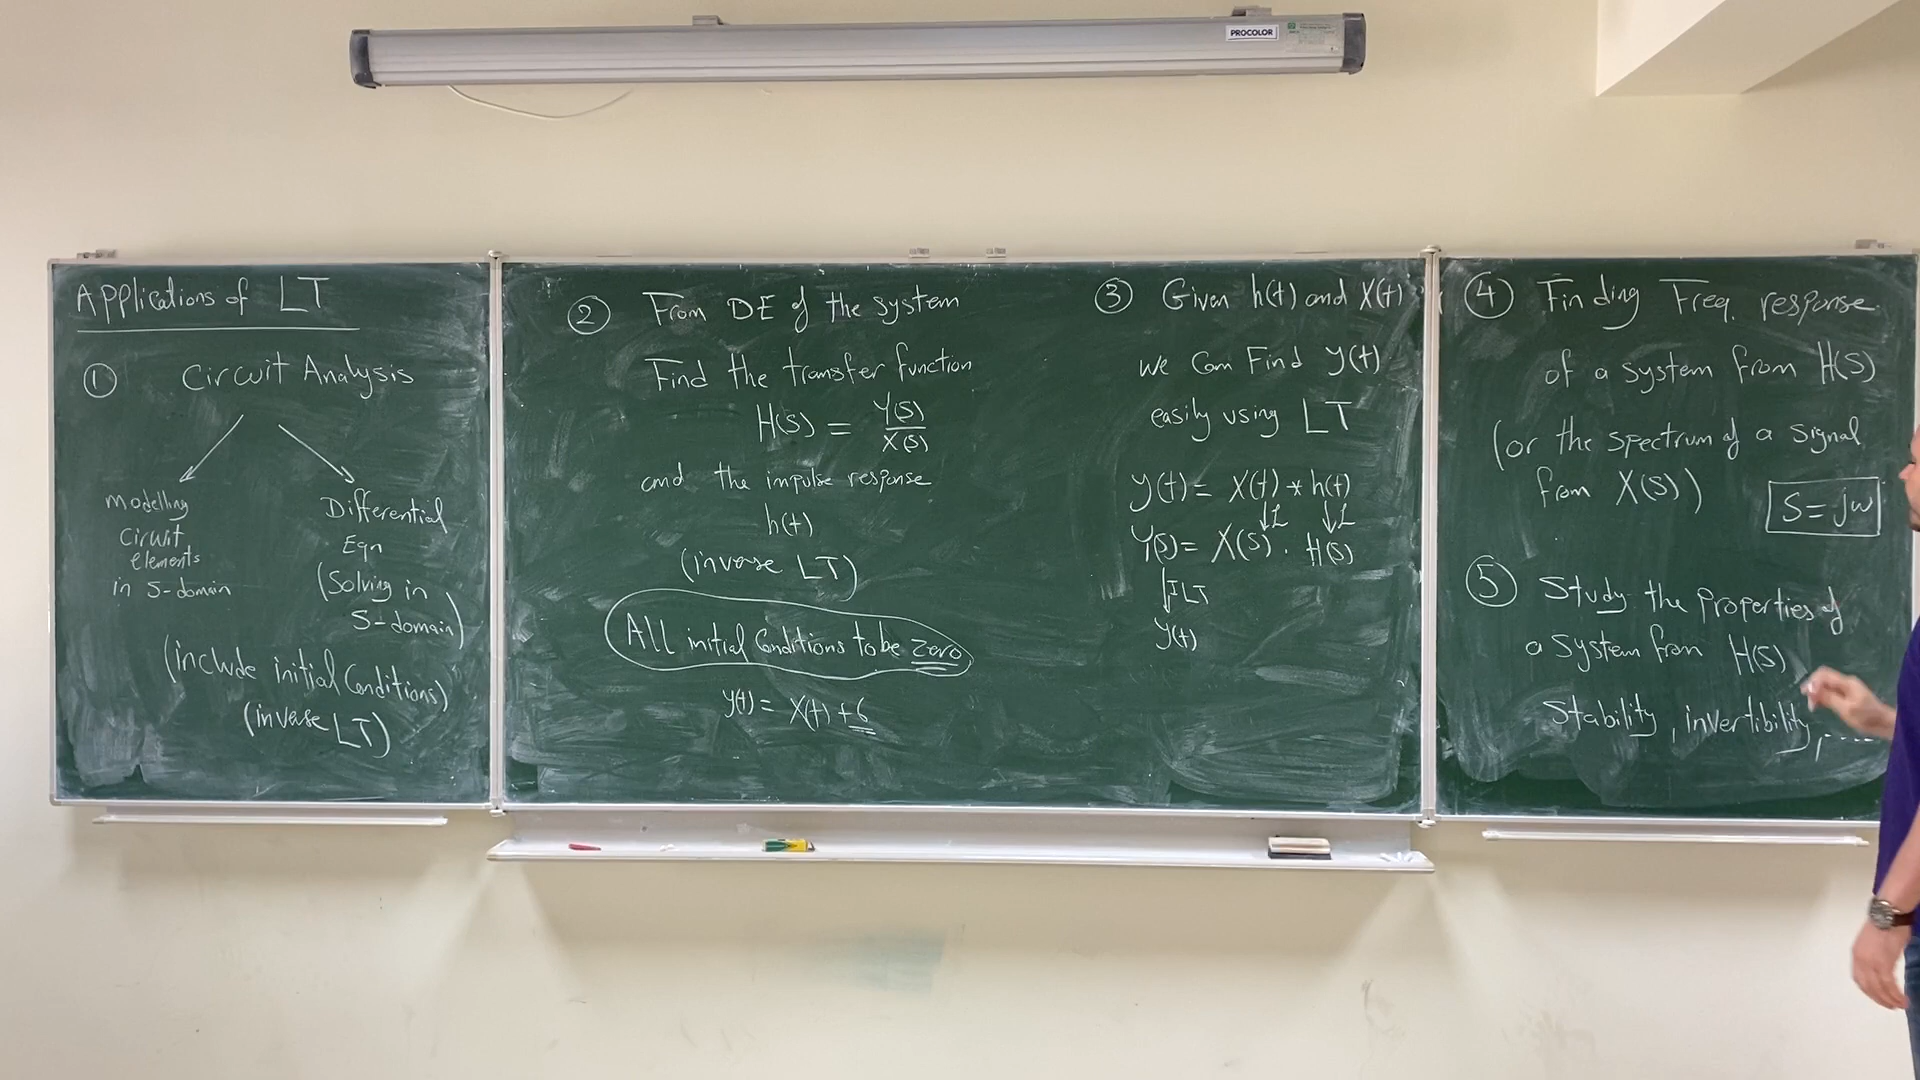 PROCOLOR
Applications of LT
① Circuit Analysis
Modelling
Circuit
elements
in S-domain
Differential
Eqn
(Solving in
S-domain)
(include initial Conditions)
(inverse LT)
② From DE of the system
Find the transfer function
H(S) = Y(S)/X(S)
and the impulse response
h(t)
(inverse LT)
All initial Conditions to be zero
y(t) = X(t) + 6
③ Given h(t) and X(t)
we Can Find y(t)
easily using LT
y(t) = X(t) * h(t)
↓L ↓L
Y(S) = X(S) . H(S)
↓ILT
y(t)
④ Finding Freq. response
of a system from H(S)
(or the spectrum of a signal
from X(S))
S = jω
⑤ Study the properties of
a system from H(S)
Stability, invertibility, ....